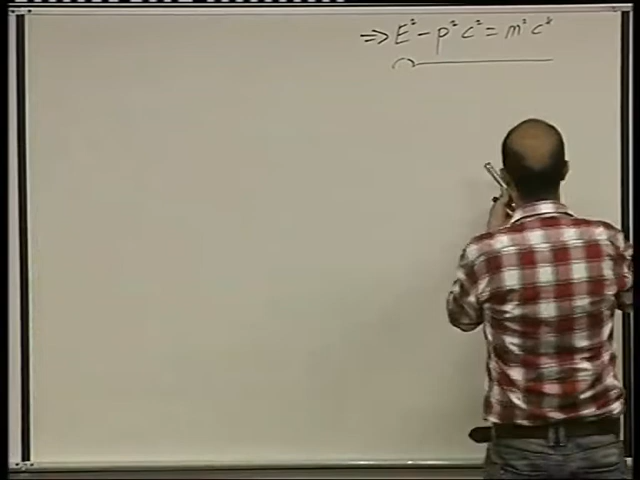 ⇒ E² - p²c² = m²c⁴